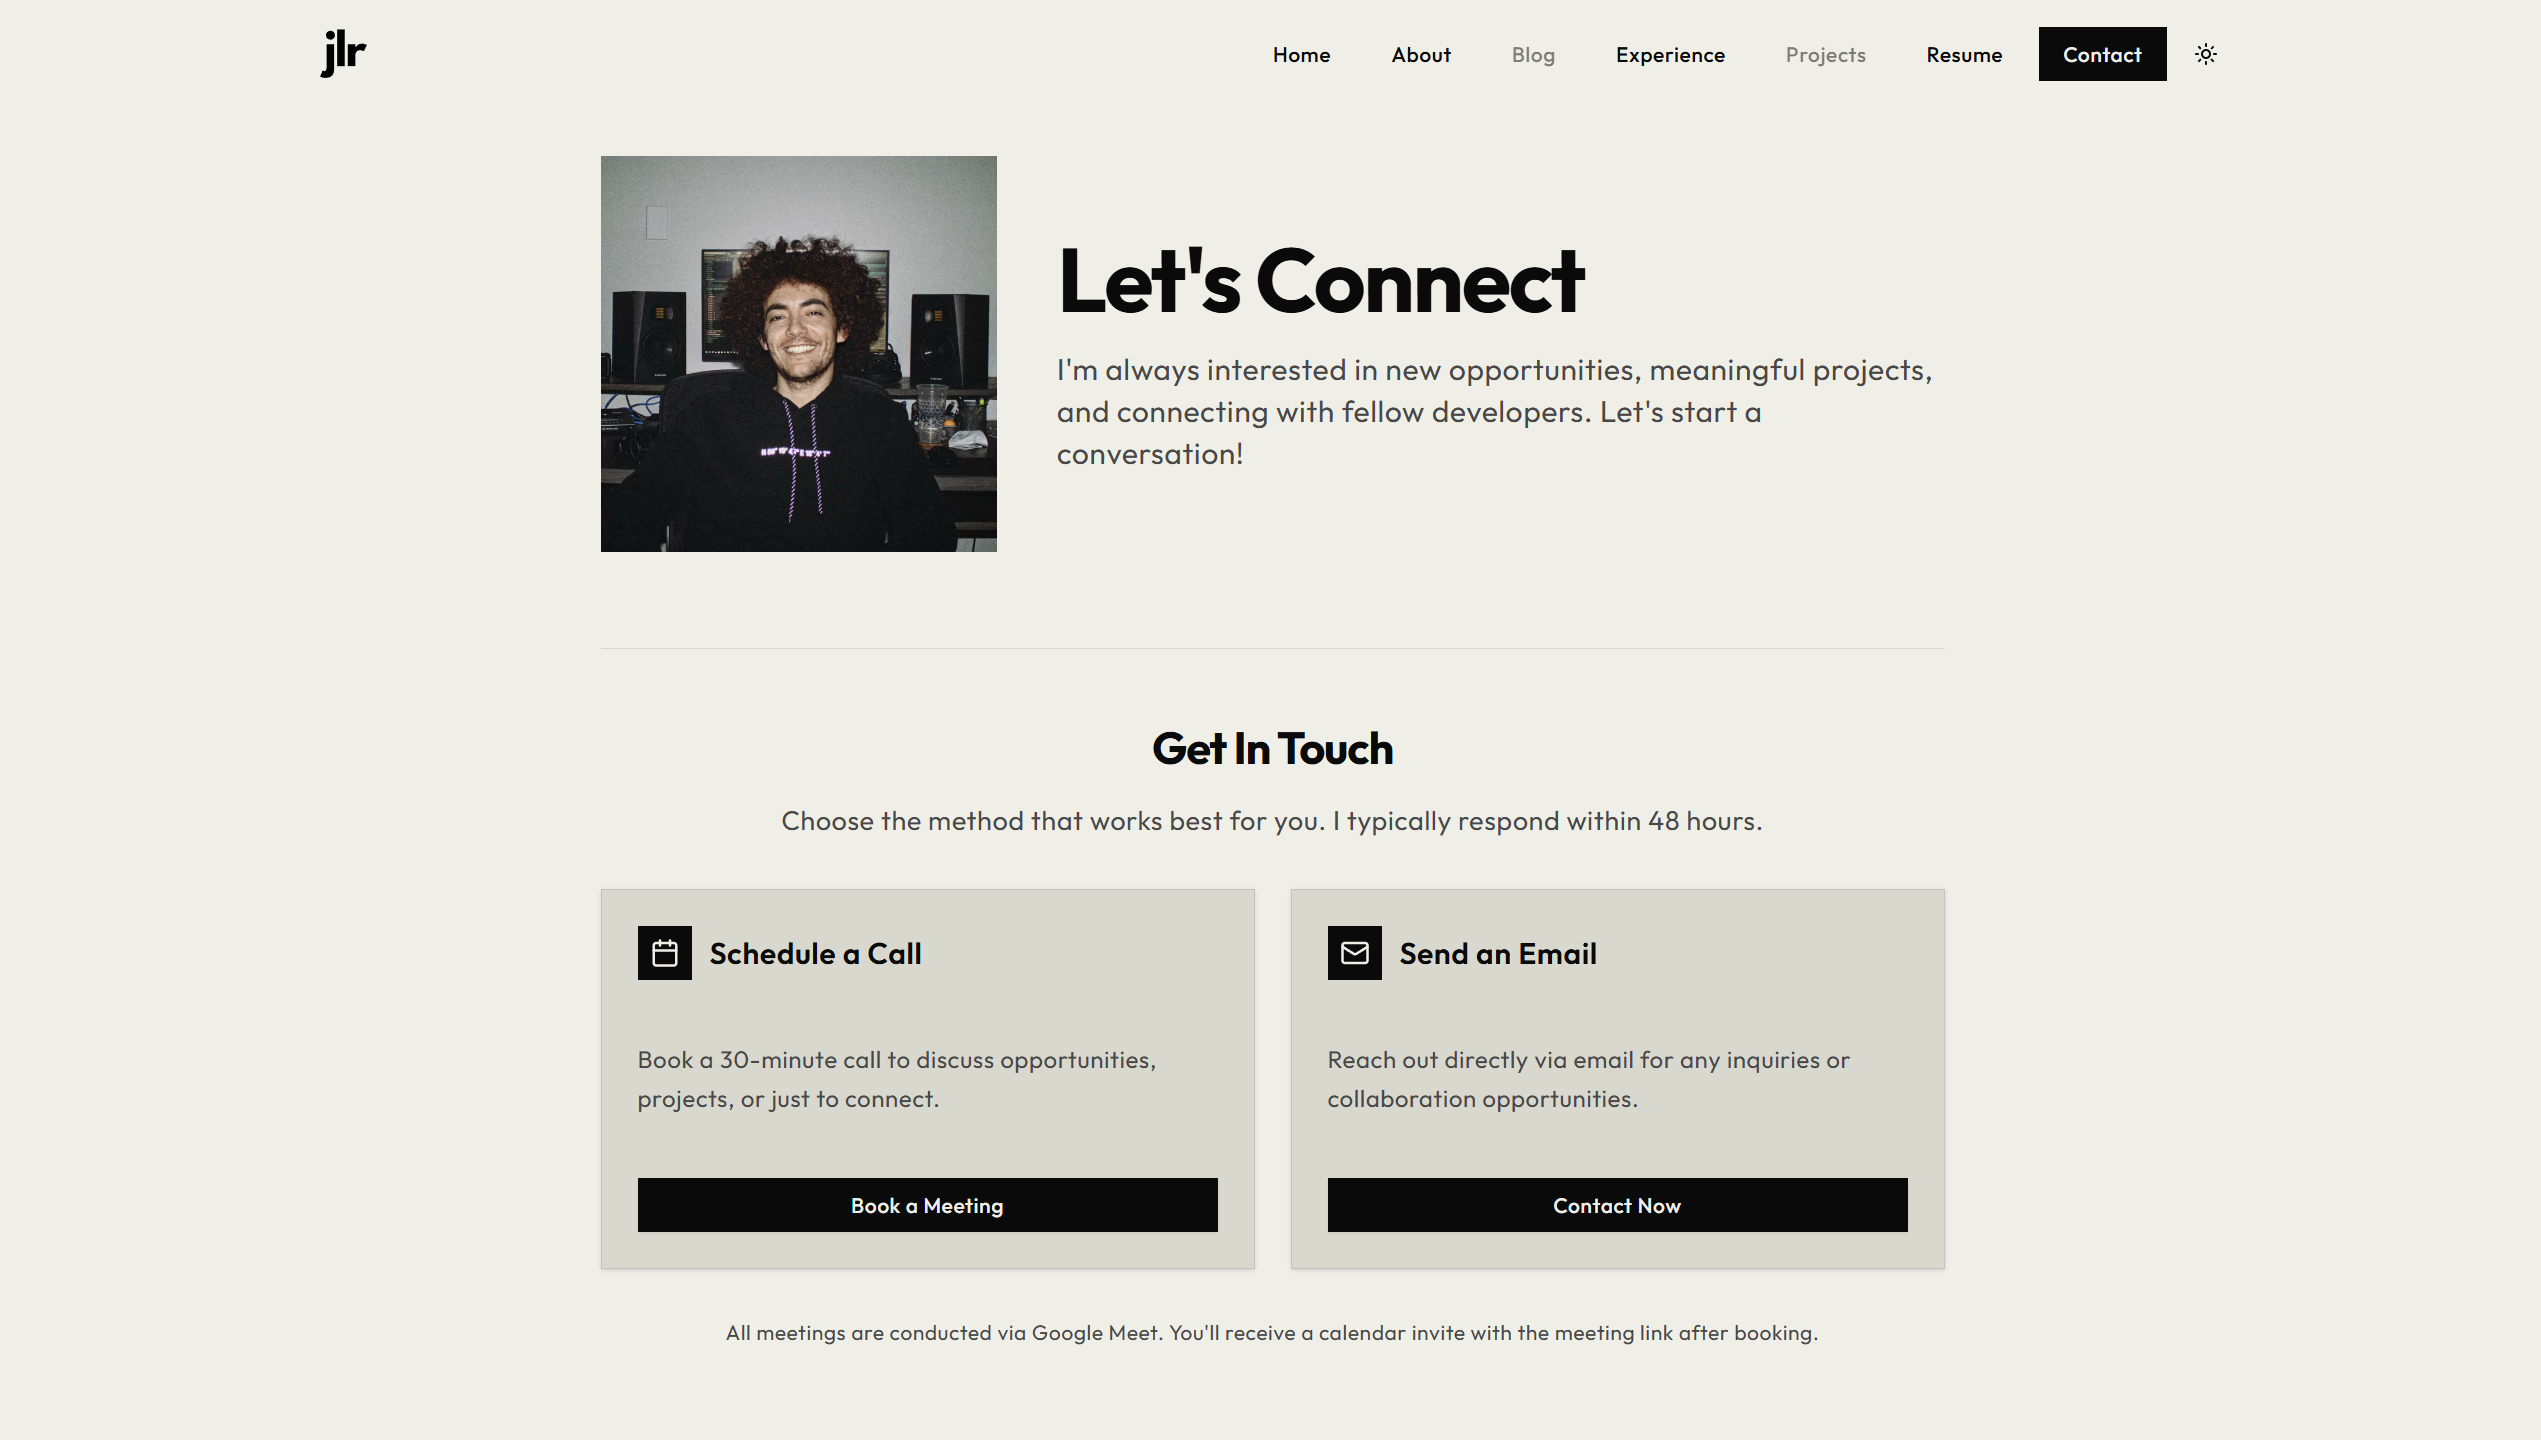 jlr
Home About Blog Experience Projects Resume Contact
Let's Connect
I'm always interested in new opportunities, meaningful projects,
and connecting with fellow developers. Let's start a
conversation!
Get In Touch
Choose the method that works best for you. I typically respond within 48 hours.
Schedule a Call
Book a 30-minute call to discuss opportunities,
projects, or just to connect.
Book a Meeting
Send an Email
Reach out directly via email for any inquiries or
collaboration opportunities.
Contact Now
All meetings are conducted via Google Meet. You'll receive a calendar invite with the meeting link after booking.